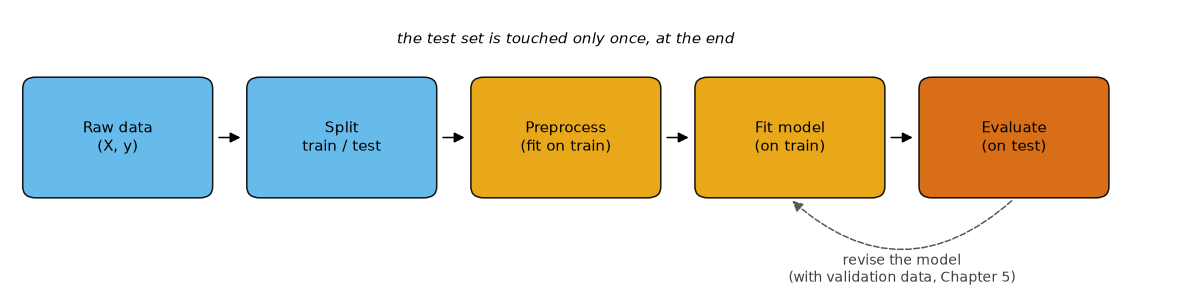 the test set is touched only once, at the end
Raw data
(X, y)
Split
train / test
Preprocess
(fit on train)
Fit model
(on train)
Evaluate
(on test)
revise the model
(with validation data, Chapter 5)